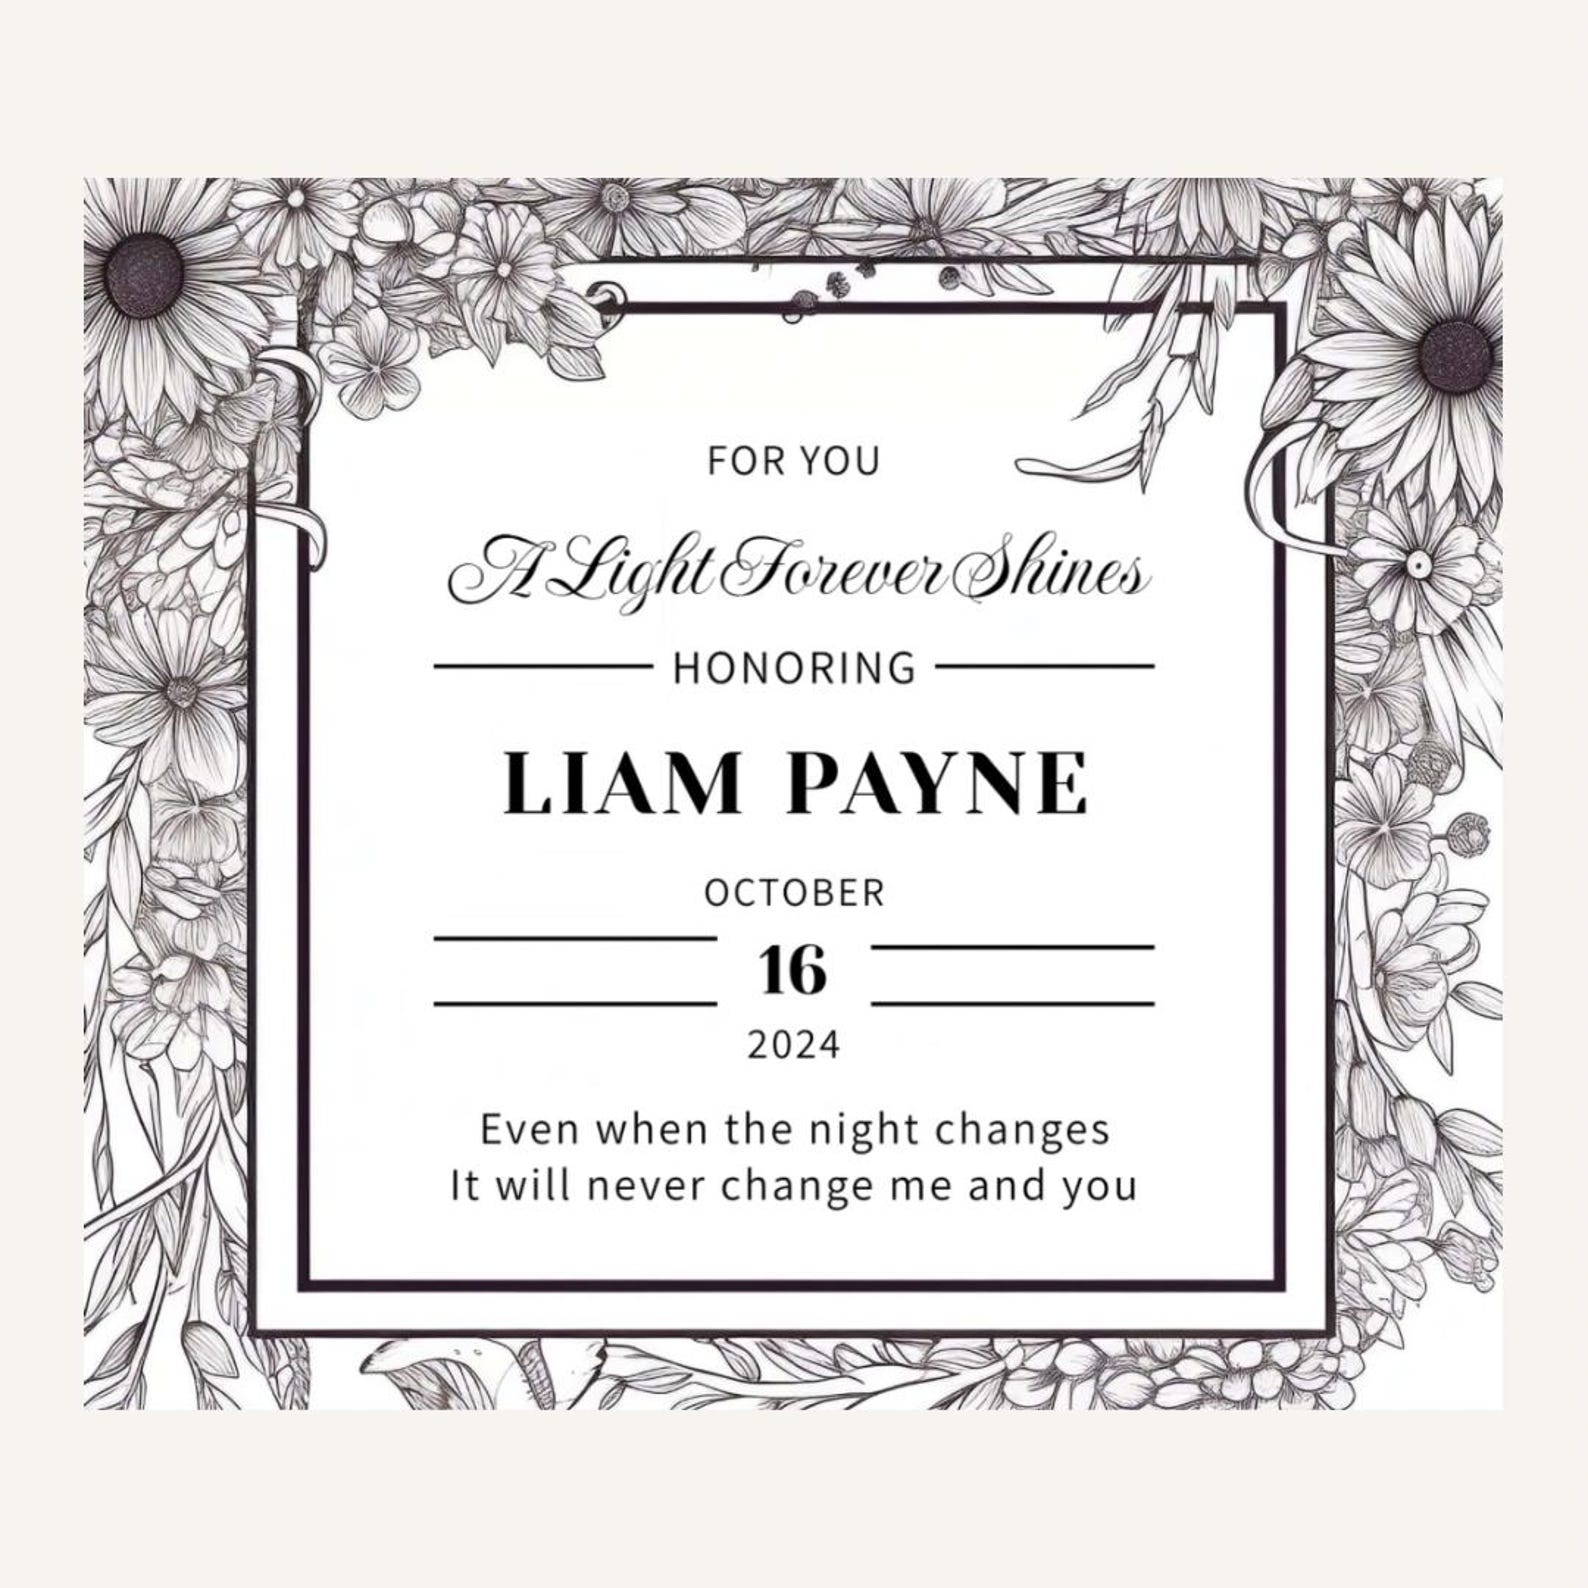 FOR YOU
A Light Forever Shines
HONORING
LIAM PAYNE
OCTOBER
16
2024
Even when the night changes
It will never change me and you